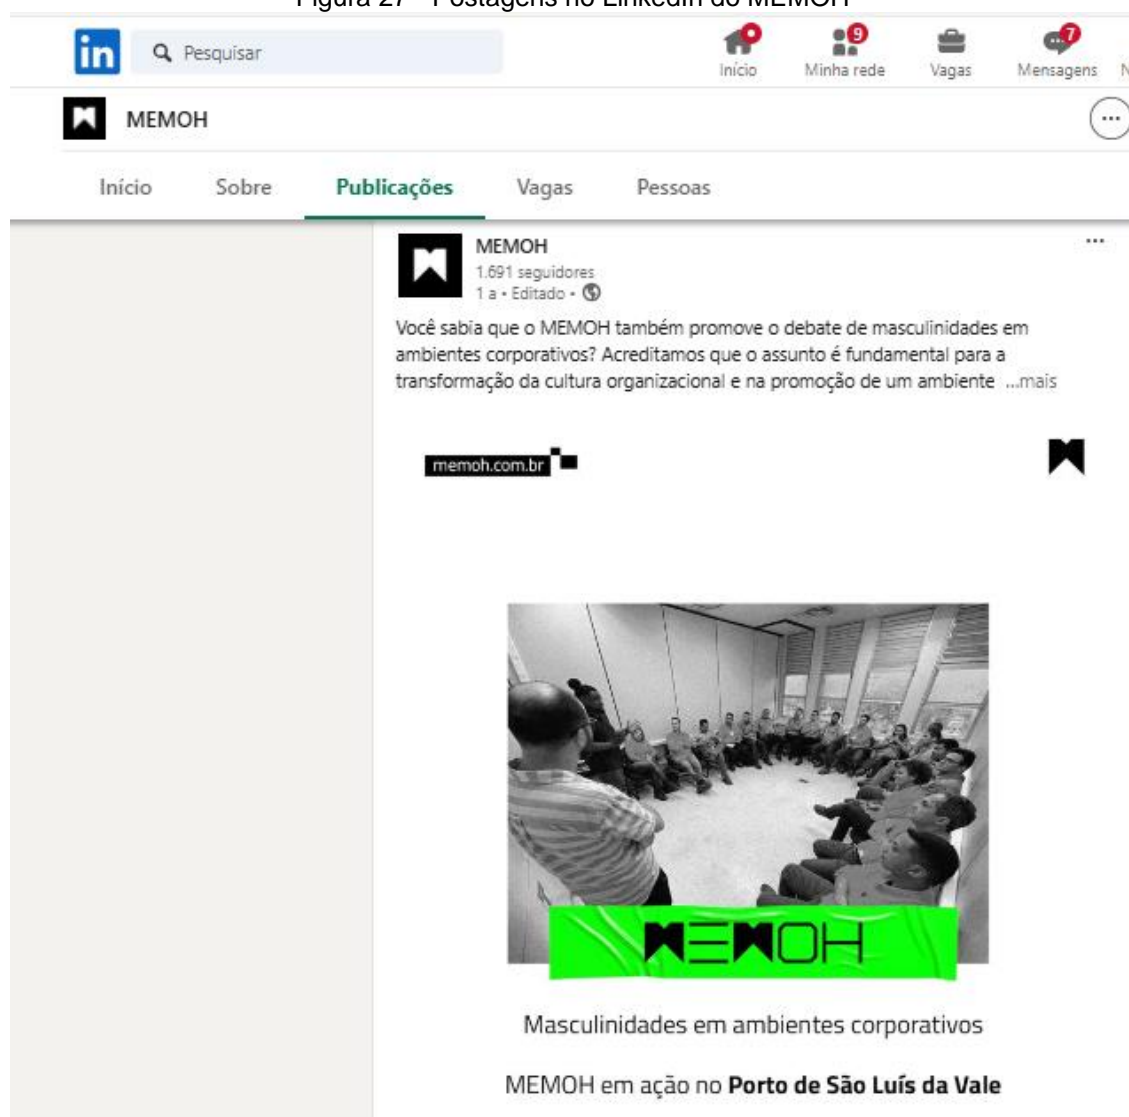 Figura 27 - Postagens no LinkedIn do MEMOH
in
Pesquisar
Início
9
Minha rede
Vagas
7
Mensagens
N
MEMOH
Início Sobre Publicações Vagas Pessoas
MEMOH
1.691 seguidores
1 a • Editado •
Você sabia que o MEMOH também promove o debate de masculinidades em
ambientes corporativos? Acreditamos que o assunto é fundamental para a
transformação da cultura organizacional e na promoção de um ambiente ...mais
memoh.com.br
MEMOH
Masculinidades em ambientes corporativos
MEMOH em ação no Porto de São Luís da Vale